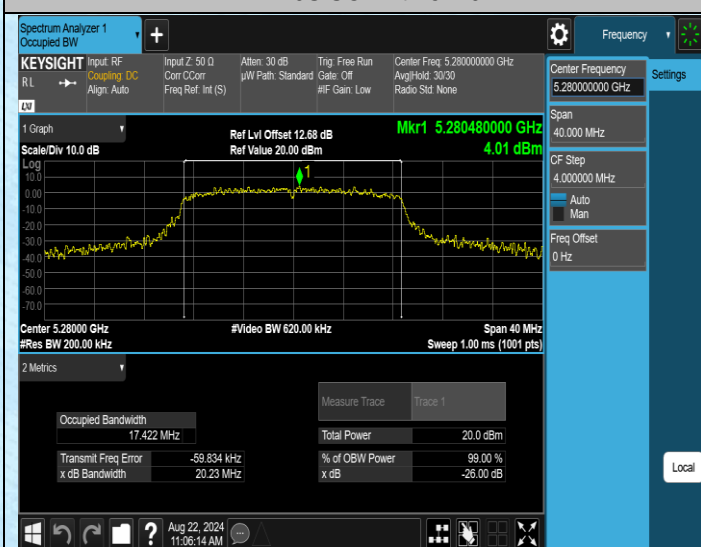 Spectrum Analyzer 1
Occupied BW
+
Frequency
KEYSIGHT Input: RF Input Z: 50 Ω Atten: 30 dB Trig: Free Run Center Freq: 5.280000000 GHz
RL Coupling: DC Corr CCorr µW Path: Standard Gate: Off Avg|Hold: 30/30
Align: Auto Freq Ref: Int (S) #IF Gain: Low Radio Std: None
LXI
Center Frequency
5.280000000 GHz
Settings
Span
40.000 MHz
CF Step
4.000000 MHz
Auto
Man
Freq Offset
0 Hz
1 Graph
Ref Lvl Offset 12.68 dB
Mkr1 5.280480000 GHz
Scale/Div 10.0 dB
Ref Value 20.00 dBm
4.01 dBm
Log
10.0
0.00
-10.0
-20.0
-30.0
-40.0
-50.0
-60.0
-70.0
1
Center 5.28000 GHz #Video BW 620.00 kHz Span 40 MHz
#Res BW 200.00 kHz Sweep 1.00 ms (1001 pts)
2 Metrics
Measure Trace Trace 1
Occupied Bandwidth
17.422 MHz
Total Power 20.0 dBm
Transmit Freq Error -59.834 kHz % of OBW Power 99.00 %
x dB Bandwidth 20.23 MHz x dB -26.00 dB
Local
? Aug 22, 2024
11:06:14 AM